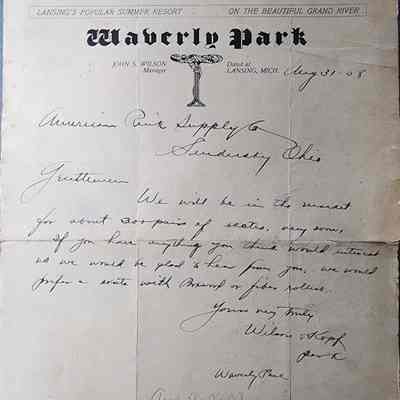 LANSING'S POPULAR SUMMER RESORT ON THE BEAUTIFUL GRAND RIVER
Waverly Park
JOHN S. WILSON Dated at
Manager LANSING, MICH. Aug 31-08
American Rink Supply Co
Sandusky Ohio
Gentlemen
We will be in the market
for about 300 pairs of skates, very soon,
If you have anything you think would interest
us we would be glad to hear from you, we would
prefer a skate with or fiber rollers.
Yours very truly
Wilson & Kopf
Waverly Park